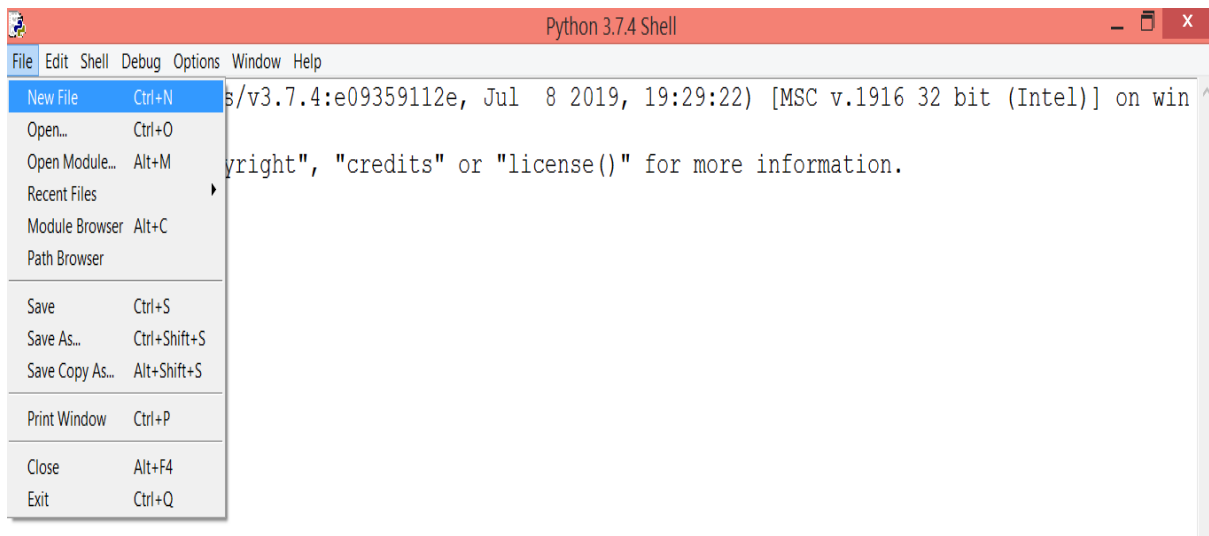 Python 3.7.4 Shell
File Edit Shell Debug Options Window Help
New File Ctrl+N
Open... Ctrl+O
Open Module... Alt+M
Recent Files
Module Browser Alt+C
Path Browser
Save Ctrl+S
Save As... Ctrl+Shift+S
Save Copy As... Alt+Shift+S
Print Window Ctrl+P
Close Alt+F4
Exit Ctrl+Q
s/v3.7.4:e09359112e, Jul 8 2019, 19:29:22) [MSC v.1916 32 bit (Intel)] on win
yright", "credits" or "license()" for more information.